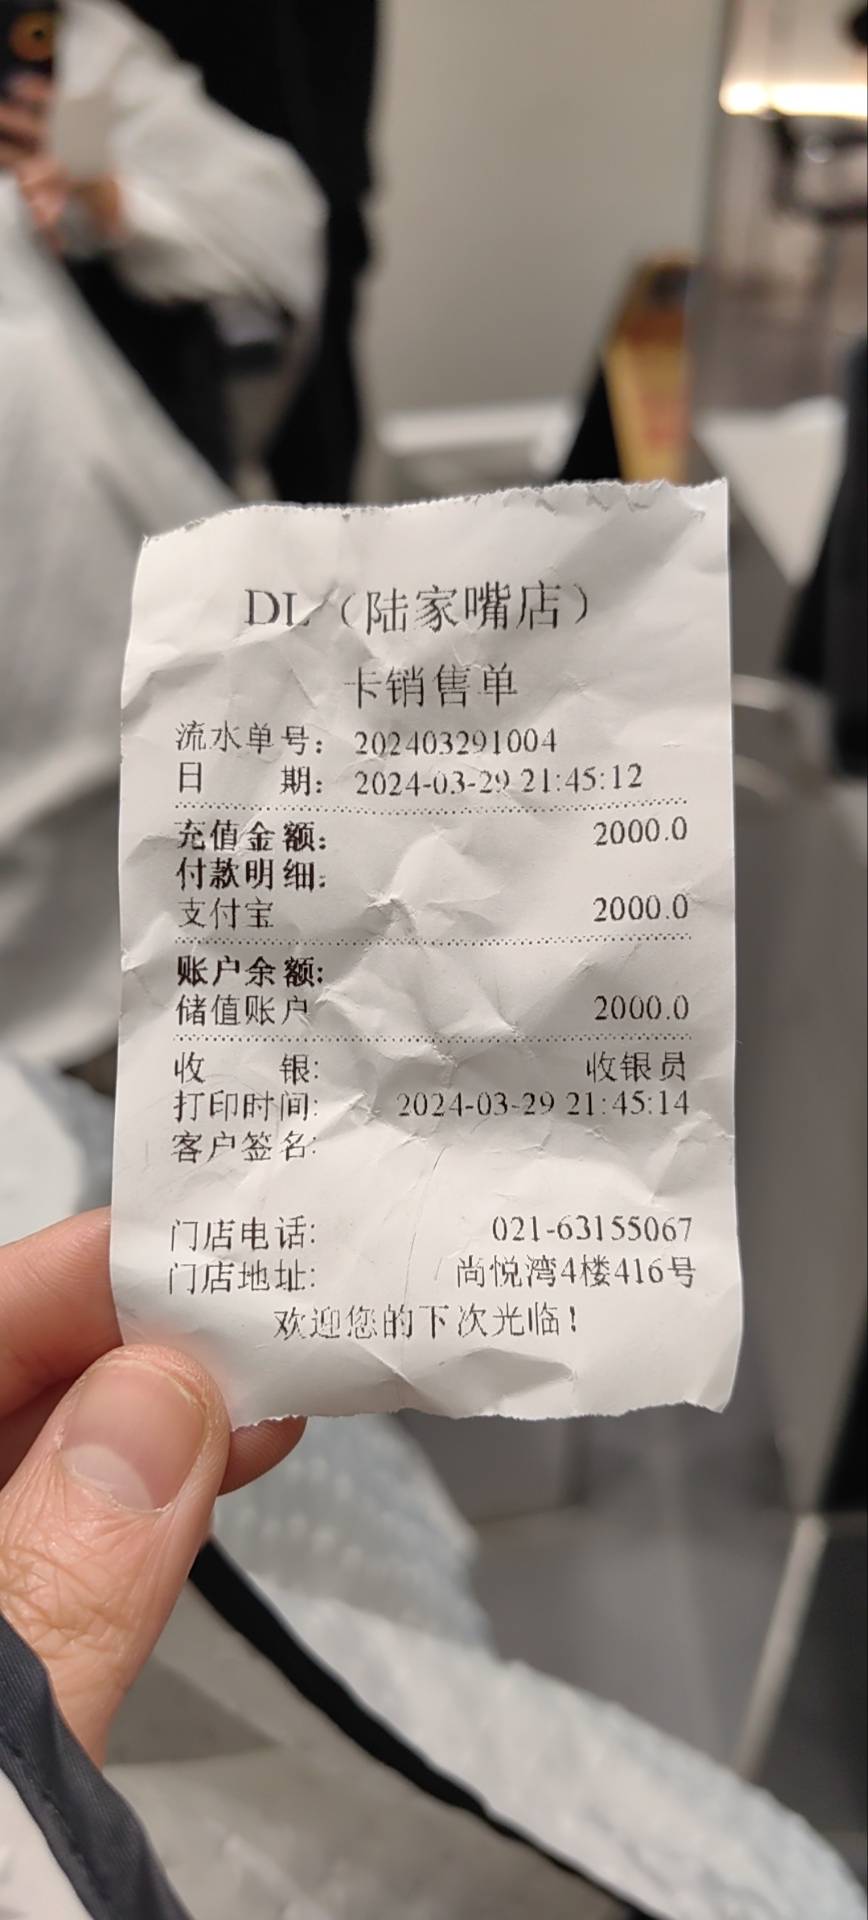 DL（陆家嘴店）
卡销售单
流水单号： 202403291004
日 期： 2024-03-29 21:45:12
充值金额： 2000.0
付款明细：
支付宝 2000.0
账户余额：
储值账户 2000.0
收 银： 收银员
打印时间： 2024-03-29 21:45:14
客户签名：
门店电话： 021-63155067
门店地址： 尚悦湾4楼416号
欢迎您的下次光临！